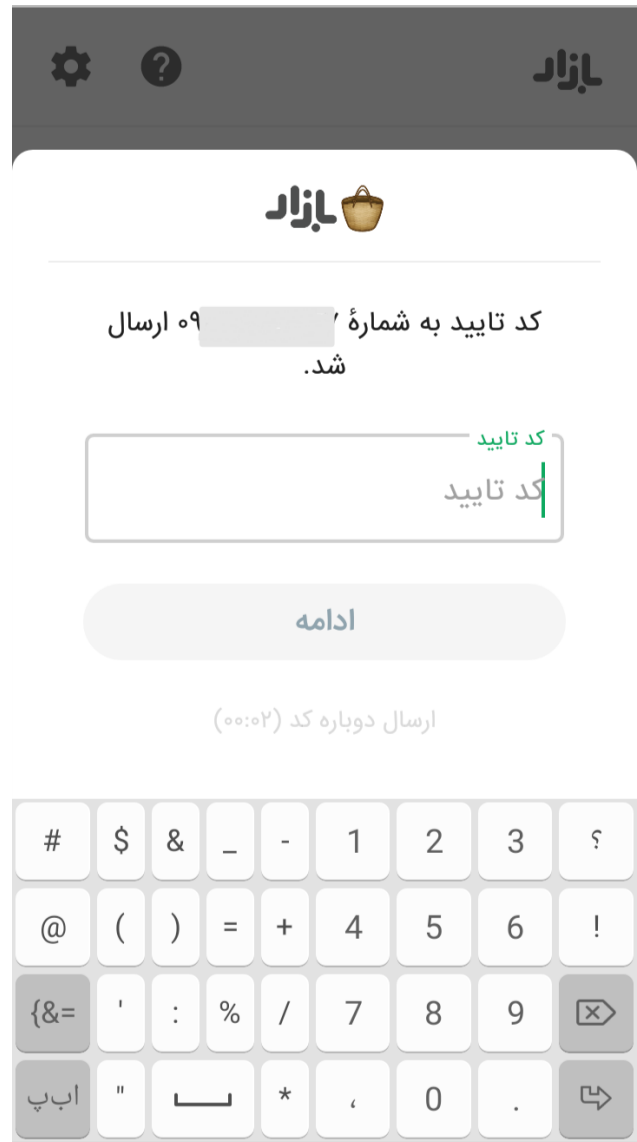 بازار
بازار
کد تایید به شمارهٔ ۰۹ ارسال
شد.
کد تایید
کد تایید
ادامه
ارسال دوباره کد (۰۰:۰۲)
# $ & _ - 1 2 3 ؟
@ ( ) = + 4 5 6 !
{&= ' : % / 7 8 9
اب‌پ " * ، 0 .